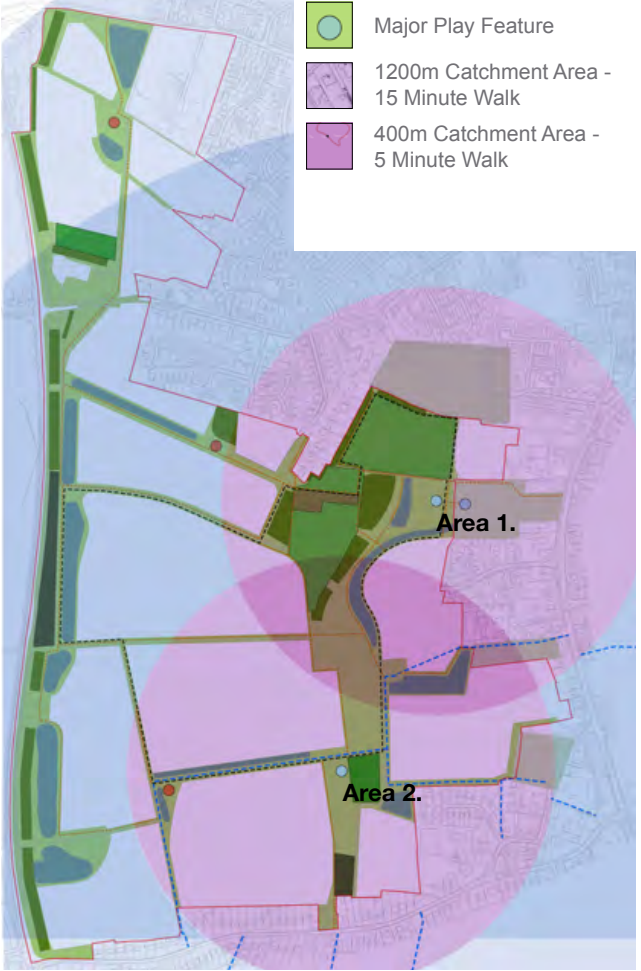 Major Play Feature
1200m Catchment Area -
15 Minute Walk
400m Catchment Area -
5 Minute Walk
Area 1.
Area 2.